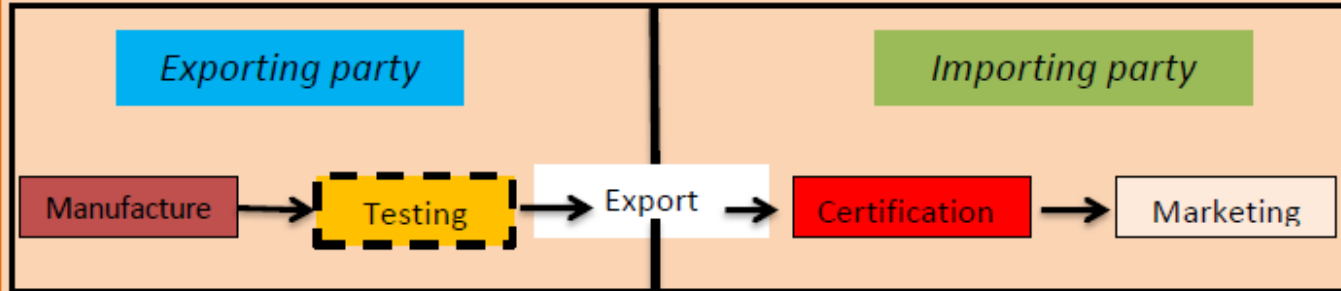 Exporting party
Importing party
Manufacture
Testing
Export
Certification
Marketing